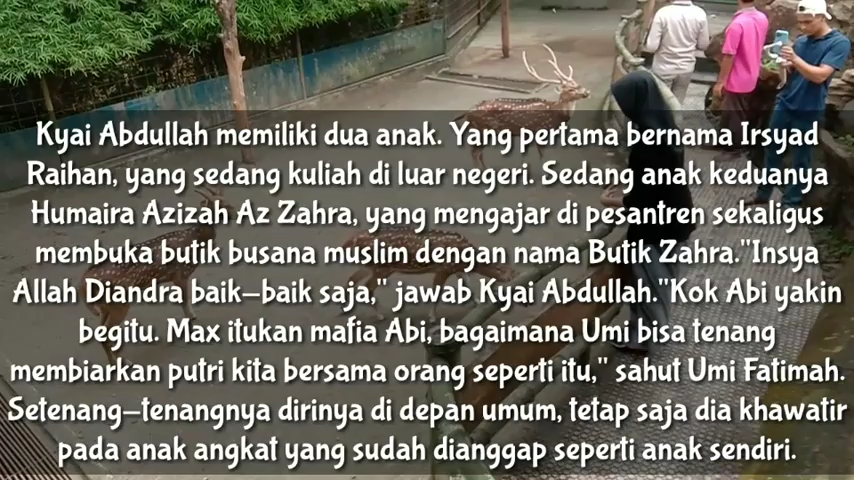 Kyai Abdullah memiliki dua anak. Yang pertama bernama Irsyad
Raihan, yang sedang kuliah di luar negeri. Sedang anak keduanya
Humaira Azizah Az Zahra, yang mengajar di pesantren sekaligus
membuka butik busana muslim dengan nama Butik Zahra."Insya
Allah Diandra baik-baik saja," jawab Kyai Abdullah."Kok Abi yakin
begitu. Max itukan mafia Abi, bagaimana Umi bisa tenang
membiarkan putri kita bersama orang seperti itu," sahut Umi Fatimah.
Setenang-tenangnya dirinya di depan umum, tetap saja dia khawatir
pada anak angkat yang sudah dianggap seperti anak sendiri.